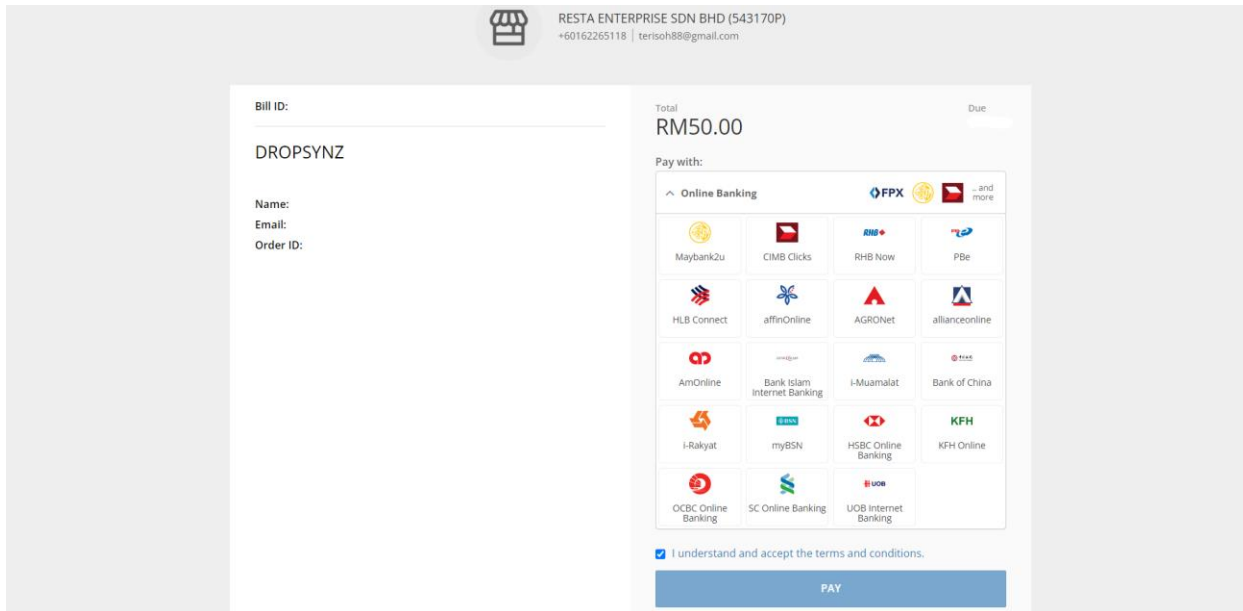 RESTA ENTERPRISE SDN BHD (543170P)
+60162265118 | terisoh88@gmail.com
Bill ID:
DROPSYNZ
Name:
Email:
Order ID:
Total
Due
RM50.00
Pay with:
Online Banking
FPX
... and
more
Maybank2u
CIMB Clicks
RHB
RHB Now
PBe
HLB Connect
affinOnline
AGRONet
allianceonline
AmOnline
Bank Islam
Internet Banking
i-Muamalat
Bank of China
i-Rakyat
BSN
myBSN
HSBC Online
Banking
KFH
KFH Online
OCBC Online
Banking
SC Online Banking
UOB
UOB Internet
Banking
I understand and accept the terms and conditions.
PAY